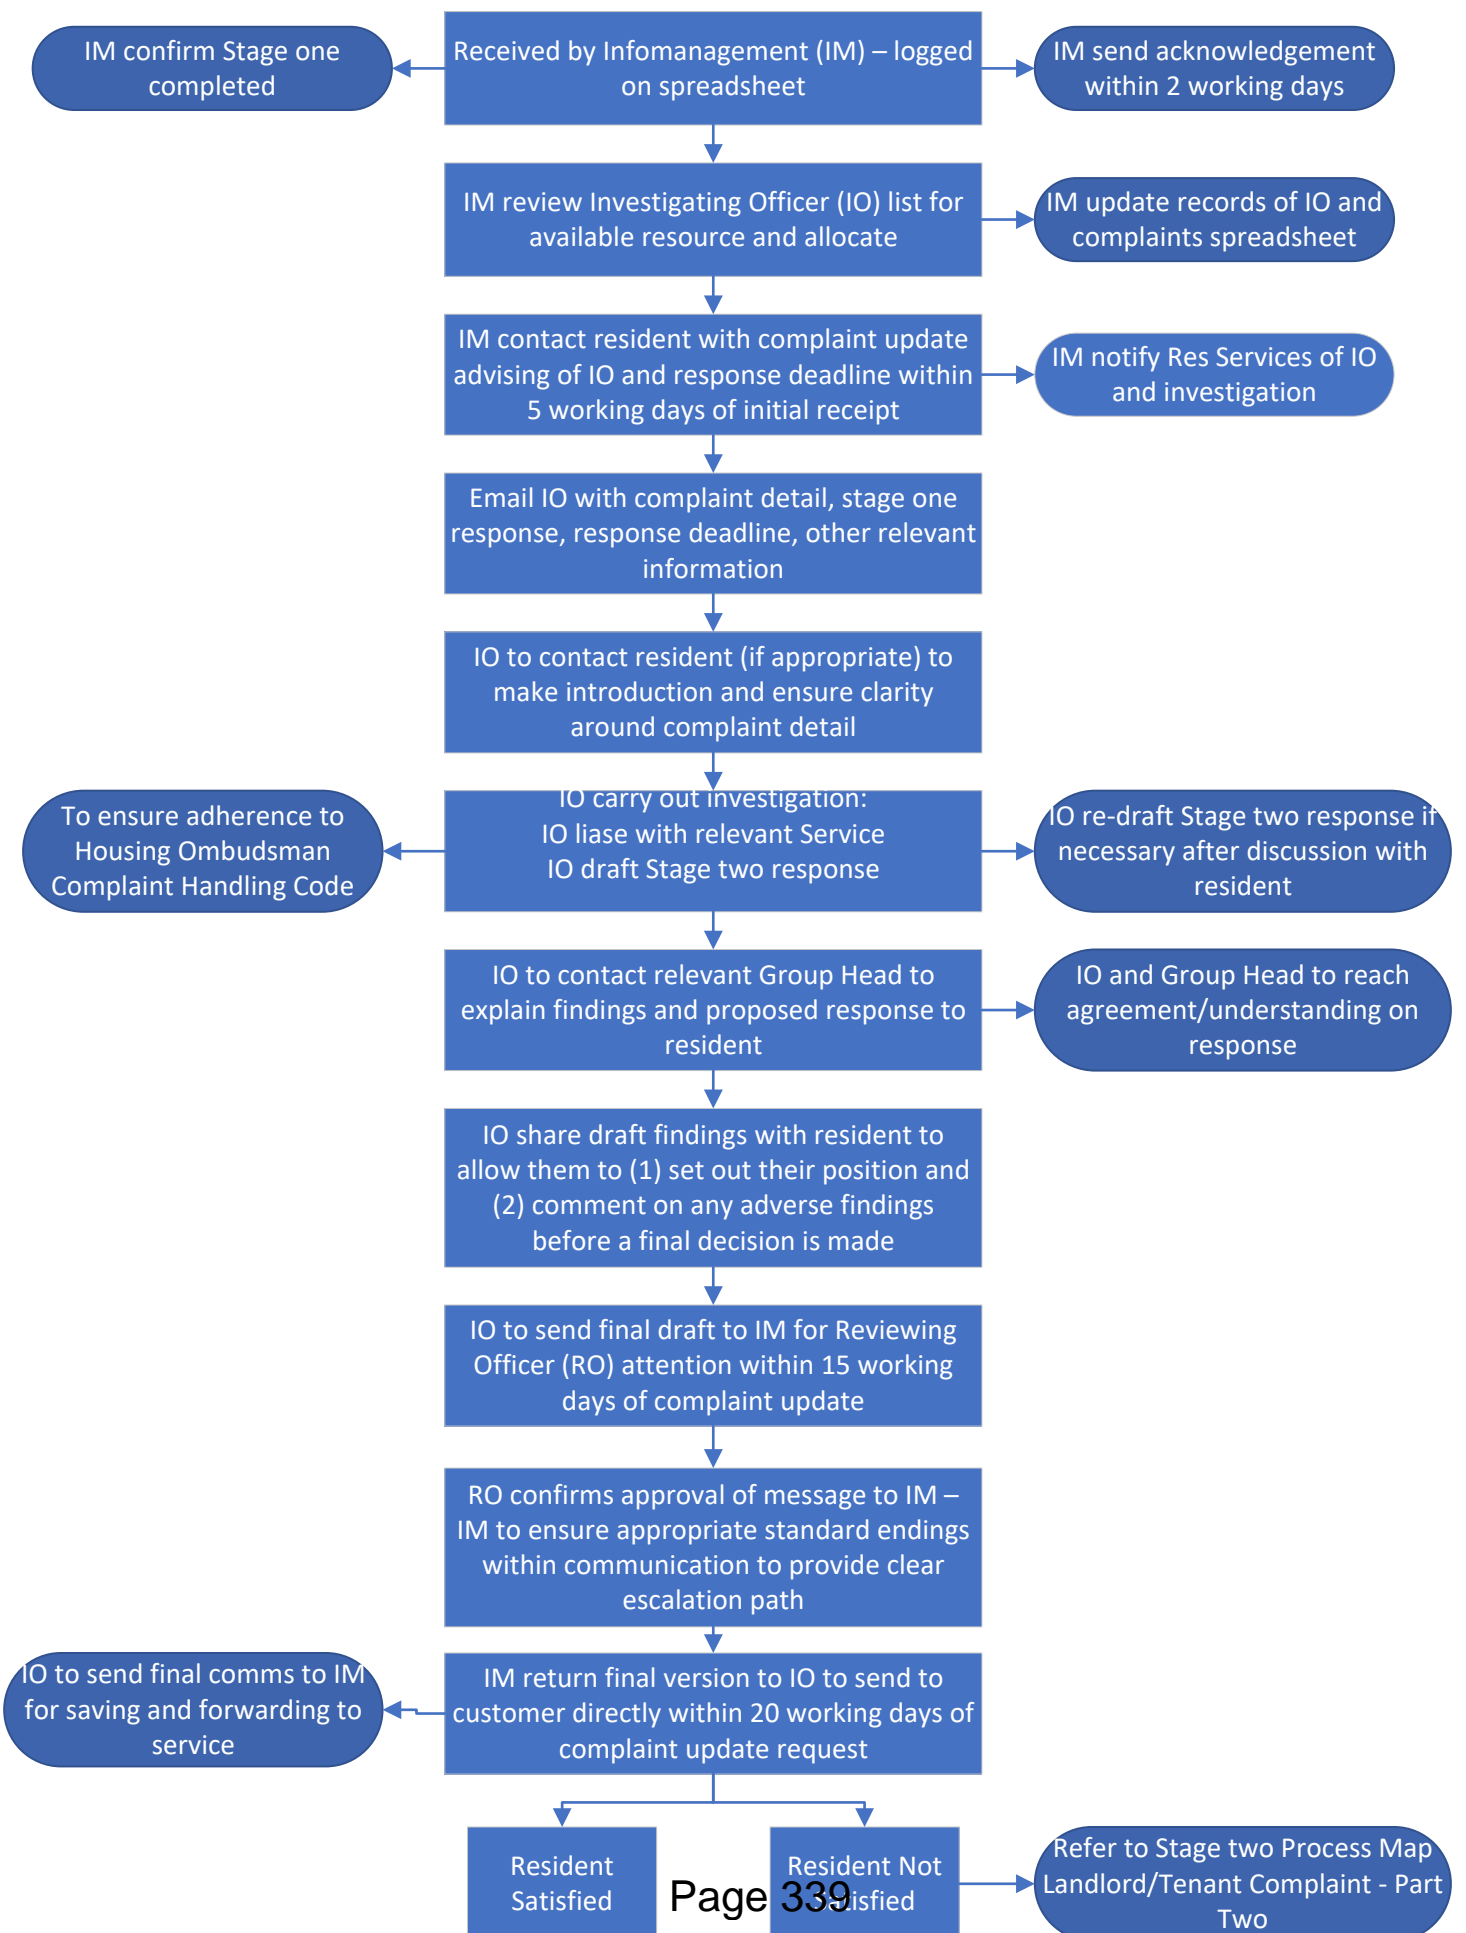 IM confirm Stage one
completed
Received by Infomanagement (IM) – logged
on spreadsheet
IM send acknowledgement
within 2 working days
IM review Investigating Officer (IO) list for
available resource and allocate
IM update records of IO and
complaints spreadsheet
IM contact resident with complaint update
advising of IO and response deadline within
5 working days of initial receipt
IM notify Res Services of IO
and investigation
Email IO with complaint detail, stage one
response, response deadline, other relevant
information
IO to contact resident (if appropriate) to
make introduction and ensure clarity
around complaint detail
To ensure adherence to
Housing Ombudsman
Complaint Handling Code
IO carry out investigation:
IO liase with relevant Service
IO draft Stage two response
IO re-draft Stage two response if
necessary after discussion with
resident
IO to contact relevant Group Head to
explain findings and proposed response to
resident
IO and Group Head to reach
agreement/understanding on
response
IO share draft findings with resident to
allow them to (1) set out their position and
(2) comment on any adverse findings
before a final decision is made
IO to send final draft to IM for Reviewing
Officer (RO) attention within 15 working
days of complaint update
RO confirms approval of message to IM –
IM to ensure appropriate standard endings
within communication to provide clear
escalation path
IO to send final comms to IM
for saving and forwarding to
service
IM return final version to IO to send to
customer directly within 20 working days of
complaint update request
Resident
Satisfied
Resident Not
Satisfied
Refer to Stage two Process Map
Landlord/Tenant Complaint - Part
Two
Page 339